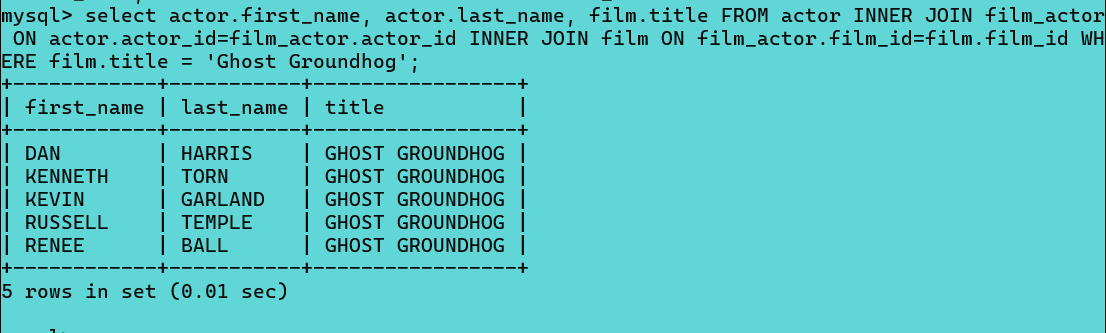 mysql> select actor.first_name, actor.last_name, film.title FROM actor INNER JOIN film_actor
 ON actor.actor_id=film_actor.actor_id INNER JOIN film ON film_actor.film_id=film.film_id WH
ERE film.title = 'Ghost Groundhog';
+------------+-----------+-----------------+
| first_name | last_name | title           |
+------------+-----------+-----------------+
| DAN        | HARRIS    | GHOST GROUNDHOG |
| KENNETH    | TORN      | GHOST GROUNDHOG |
| KEVIN      | GARLAND   | GHOST GROUNDHOG |
| RUSSELL    | TEMPLE    | GHOST GROUNDHOG |
| RENEE      | BALL      | GHOST GROUNDHOG |
+------------+-----------+-----------------+
5 rows in set (0.01 sec)